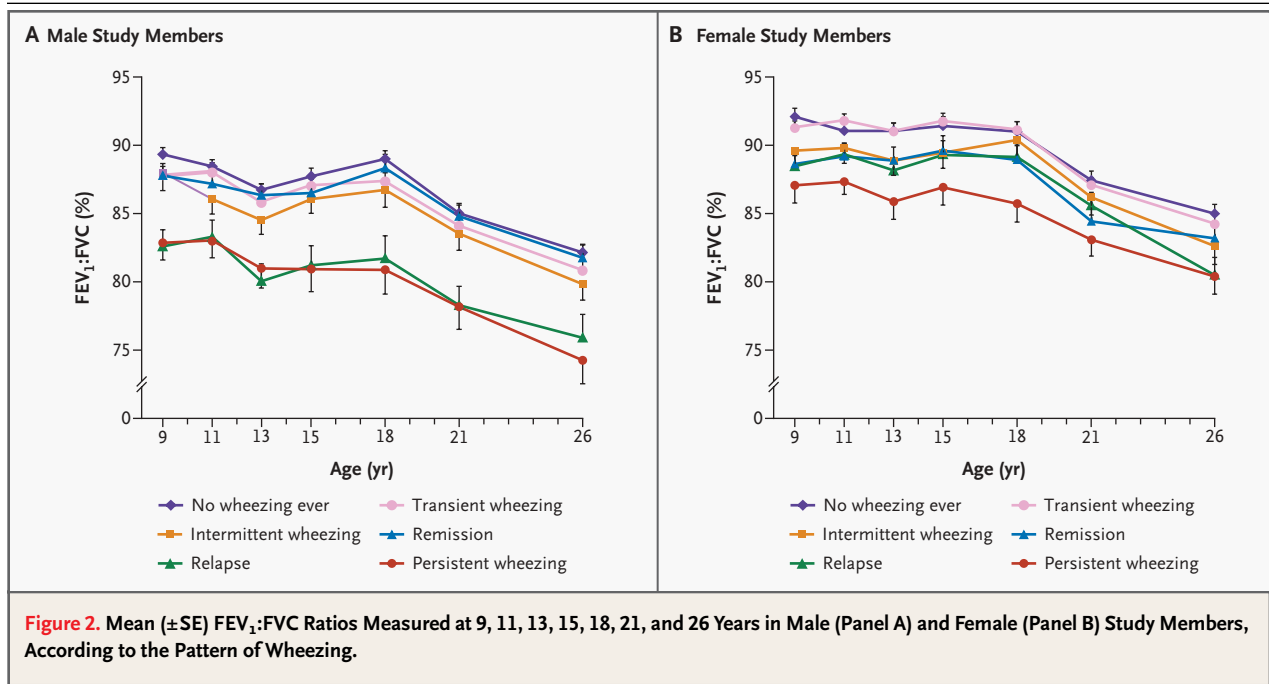 A Male Study Members
95
90
85
80
75
0
FEV₁:FVC (%)
9 11 13 15 18 21 26
Age (yr)
No wheezing ever Transient wheezing
Intermittent wheezing Remission
Relapse Persistent wheezing
B Female Study Members
95
90
85
80
75
0
FEV₁:FVC (%)
9 11 13 15 18 21 26
Age (yr)
No wheezing ever Transient wheezing
Intermittent wheezing Remission
Relapse Persistent wheezing
Figure 2. Mean (±SE) FEV₁:FVC Ratios Measured at 9, 11, 13, 15, 18, 21, and 26 Years in Male (Panel A) and Female (Panel B) Study Members,
According to the Pattern of Wheezing.